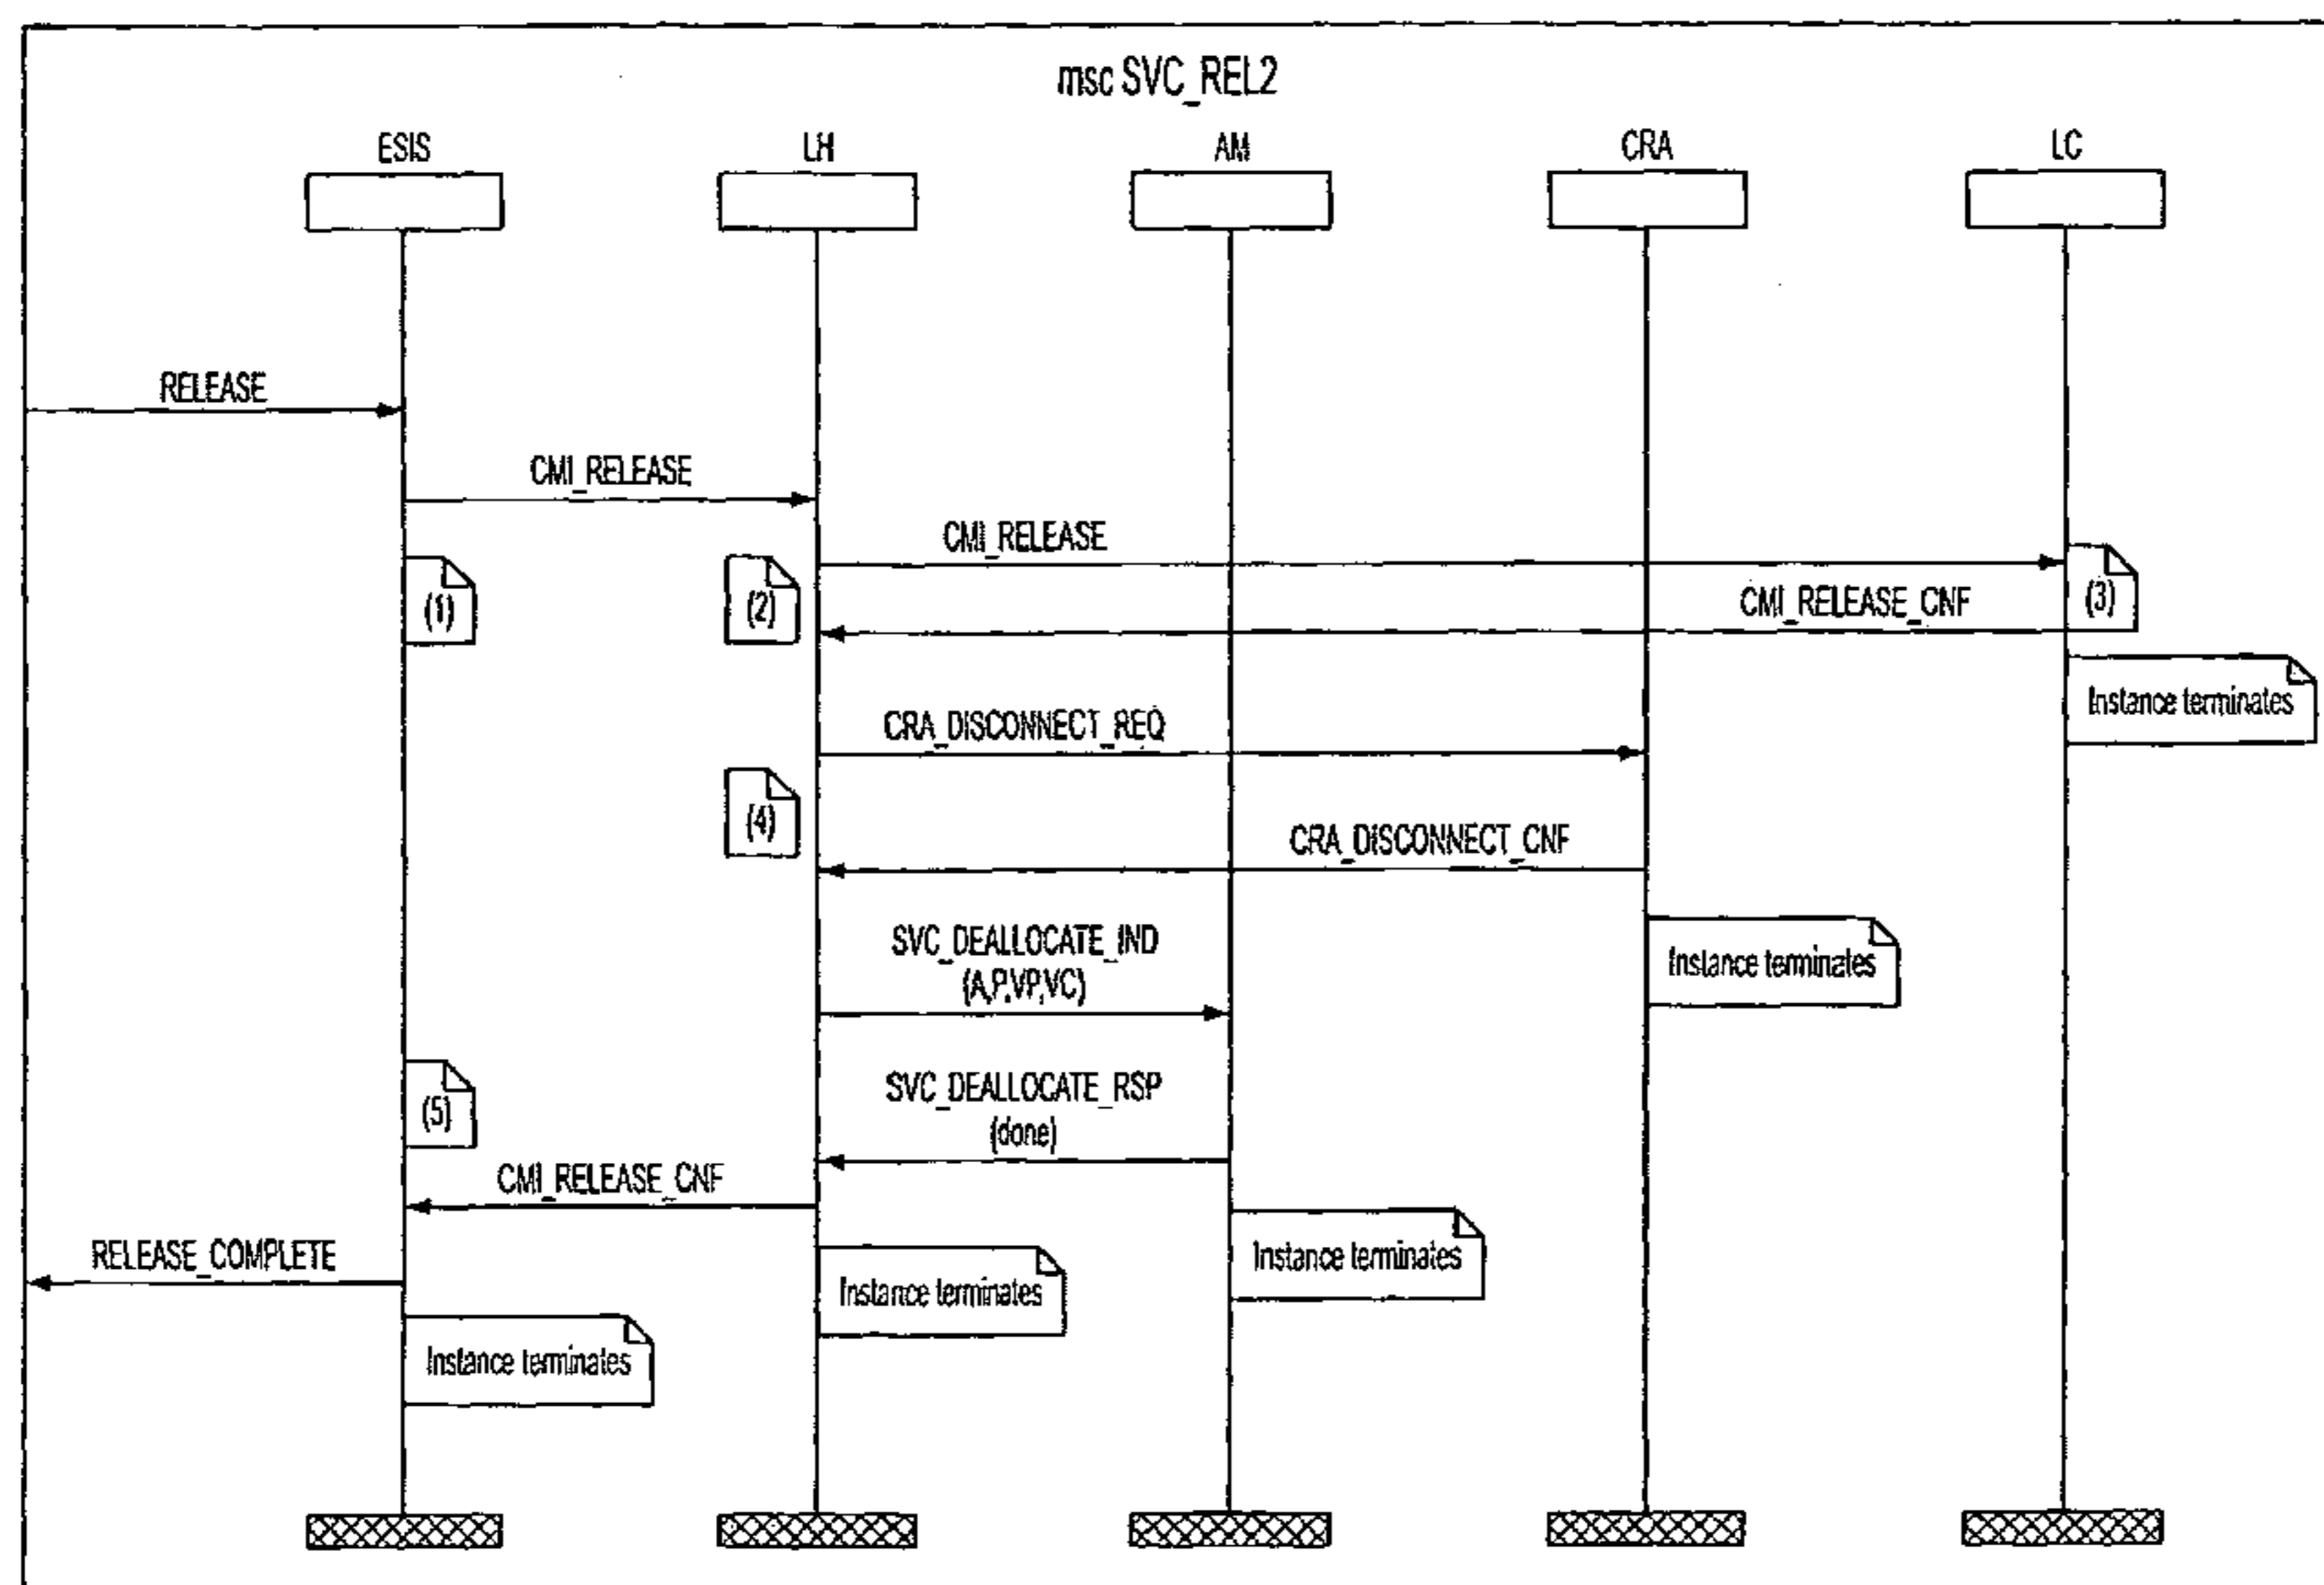 msc SVC_REL2
ESIS
LH
AM
CRA
LC
RELEASE
CMI_RELEASE
CMI_RELEASE
(1)
(2)
(3)
CMI_RELEASE_CNF
Instance terminates
CRA_DISCONNECT_REQ
(4)
CRA_DISCONNECT_CNF
SVC_DEALLOCATE_IND
(A,P,VP,VC)
Instance terminates
(5)
SVC_DEALLOCATE_RSP
(done)
CMI_RELEASE_CNF
RELEASE_COMPLETE
Instance terminates
Instance terminates
Instance terminates